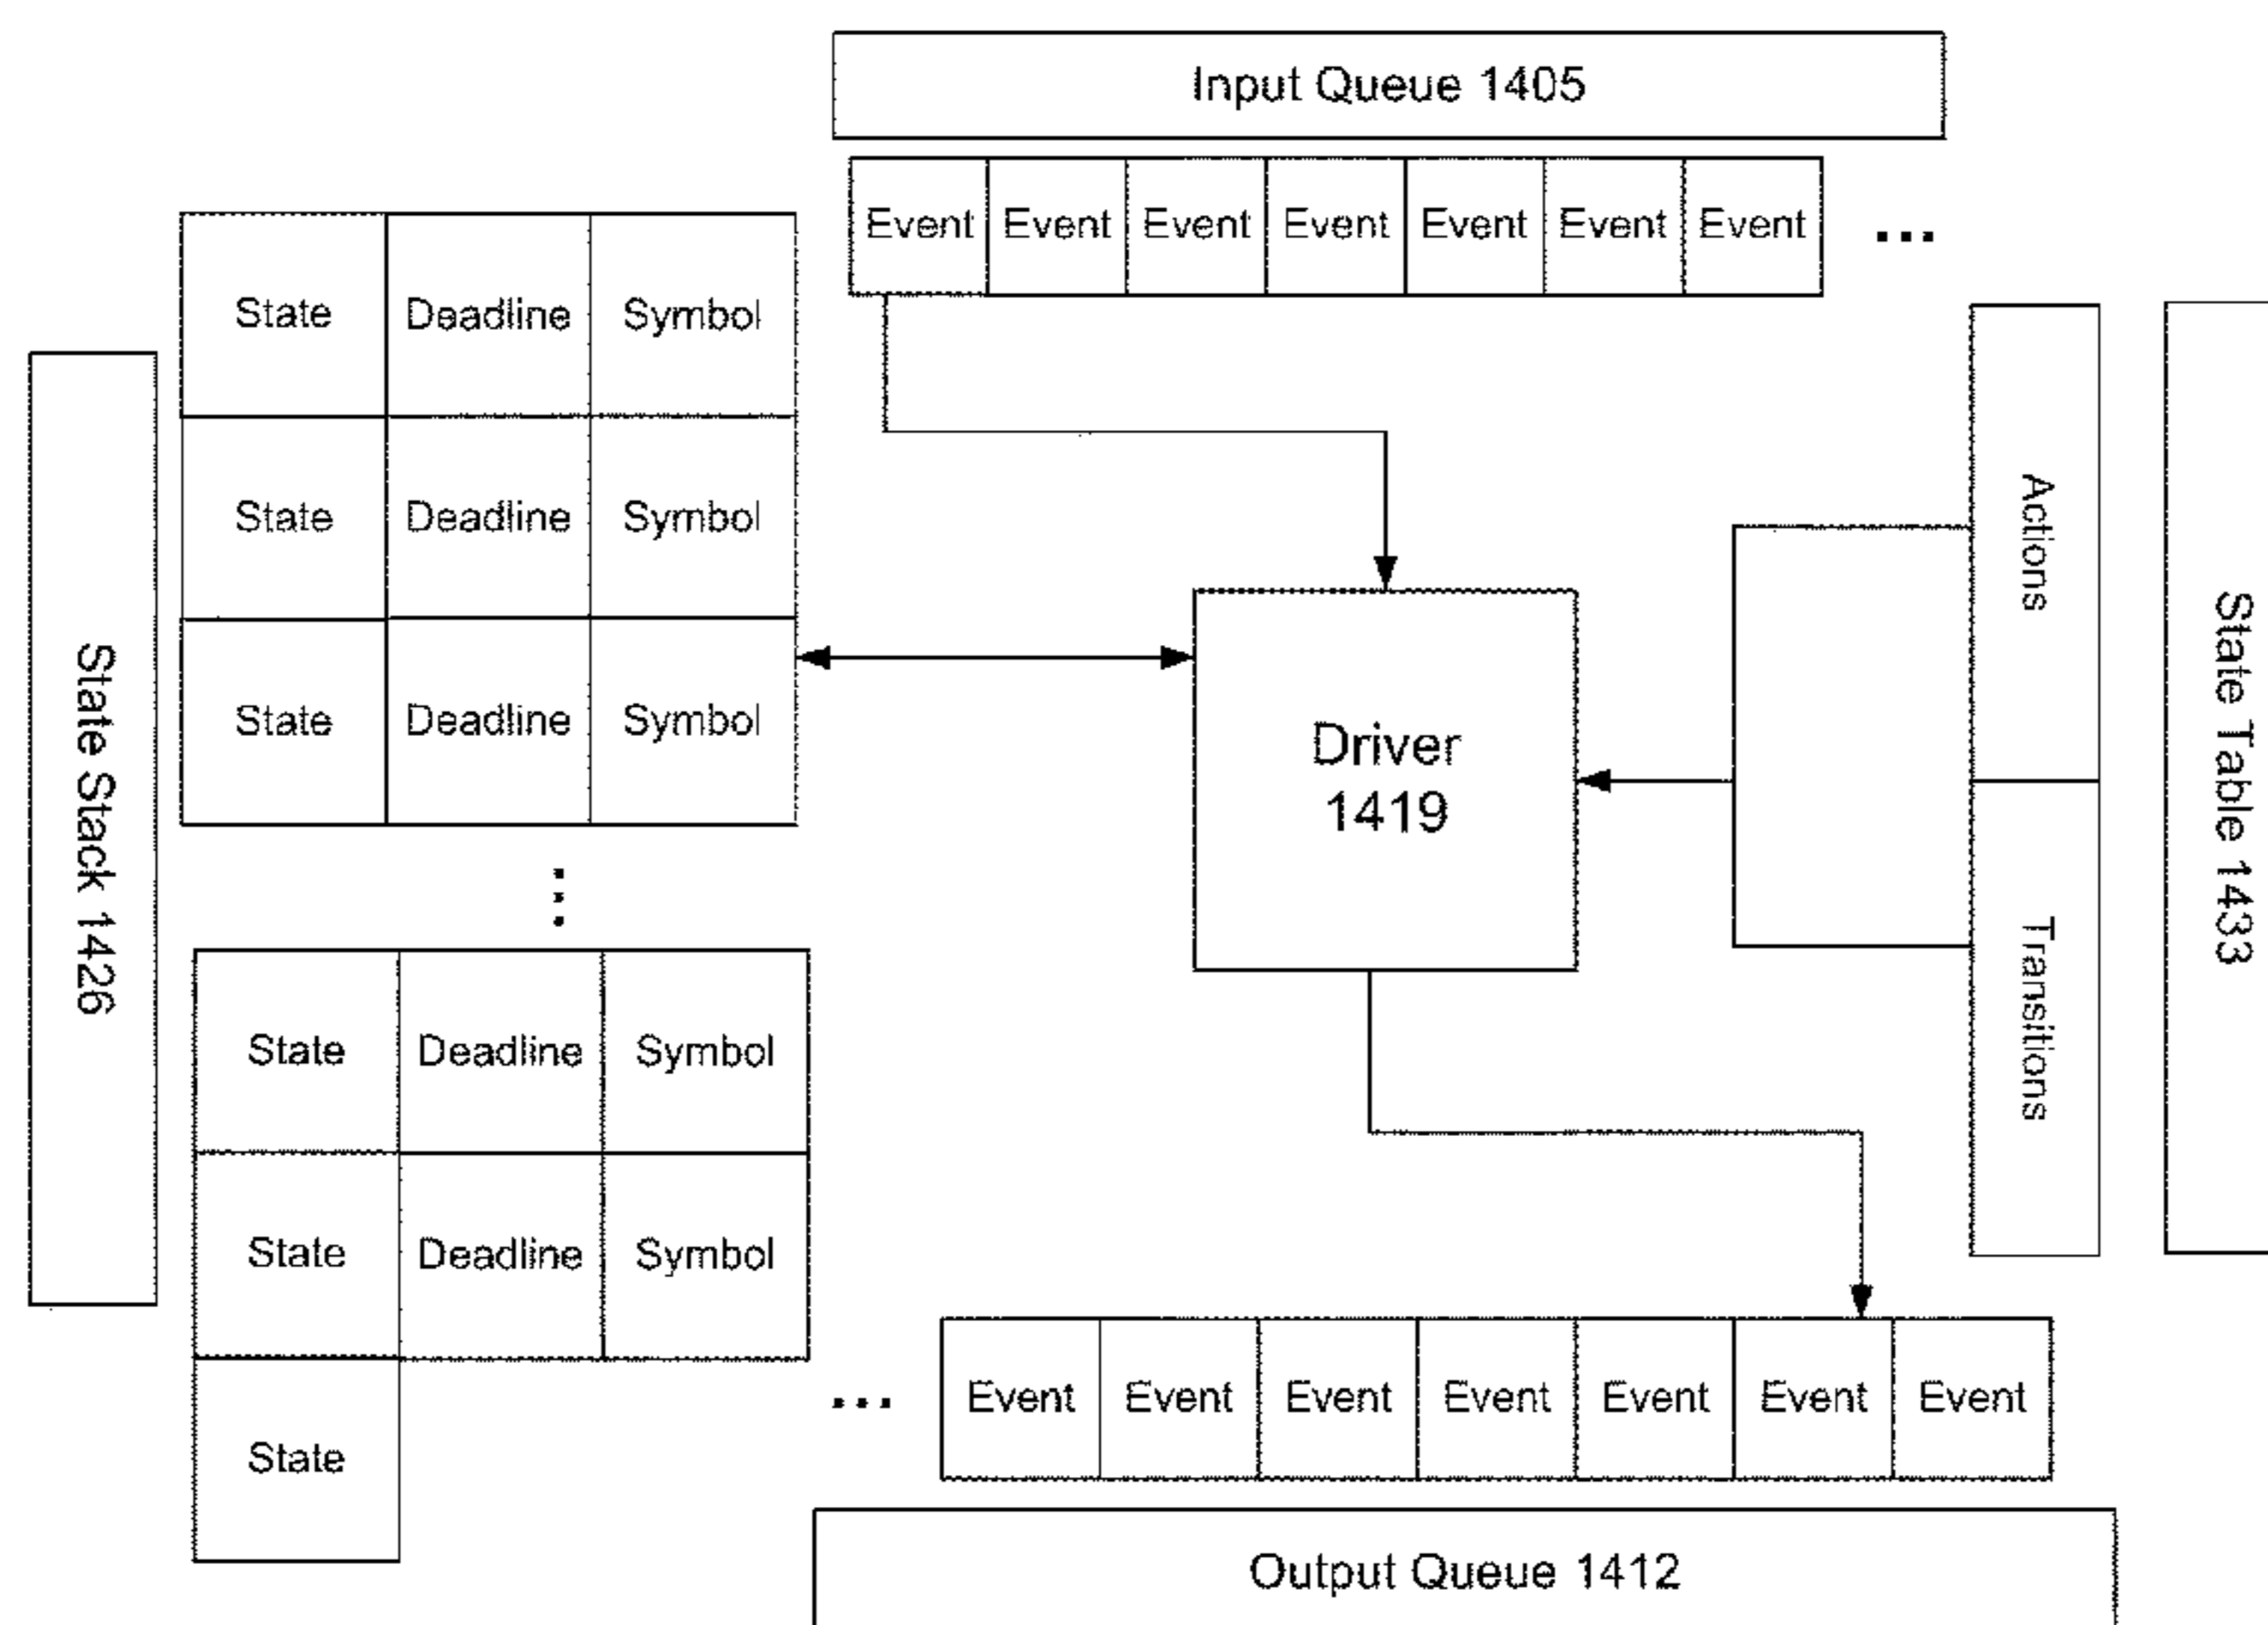 Input Queue 1405
Event Event Event Event Event Event Event ...
State Deadline Symbol
State Deadline Symbol
State Deadline Symbol
State Stack 1426
State Deadline Symbol
State Deadline Symbol
State
Driver
1419
Actions
Transitions
State Table 1433
... Event Event Event Event Event Event Event
Output Queue 1412